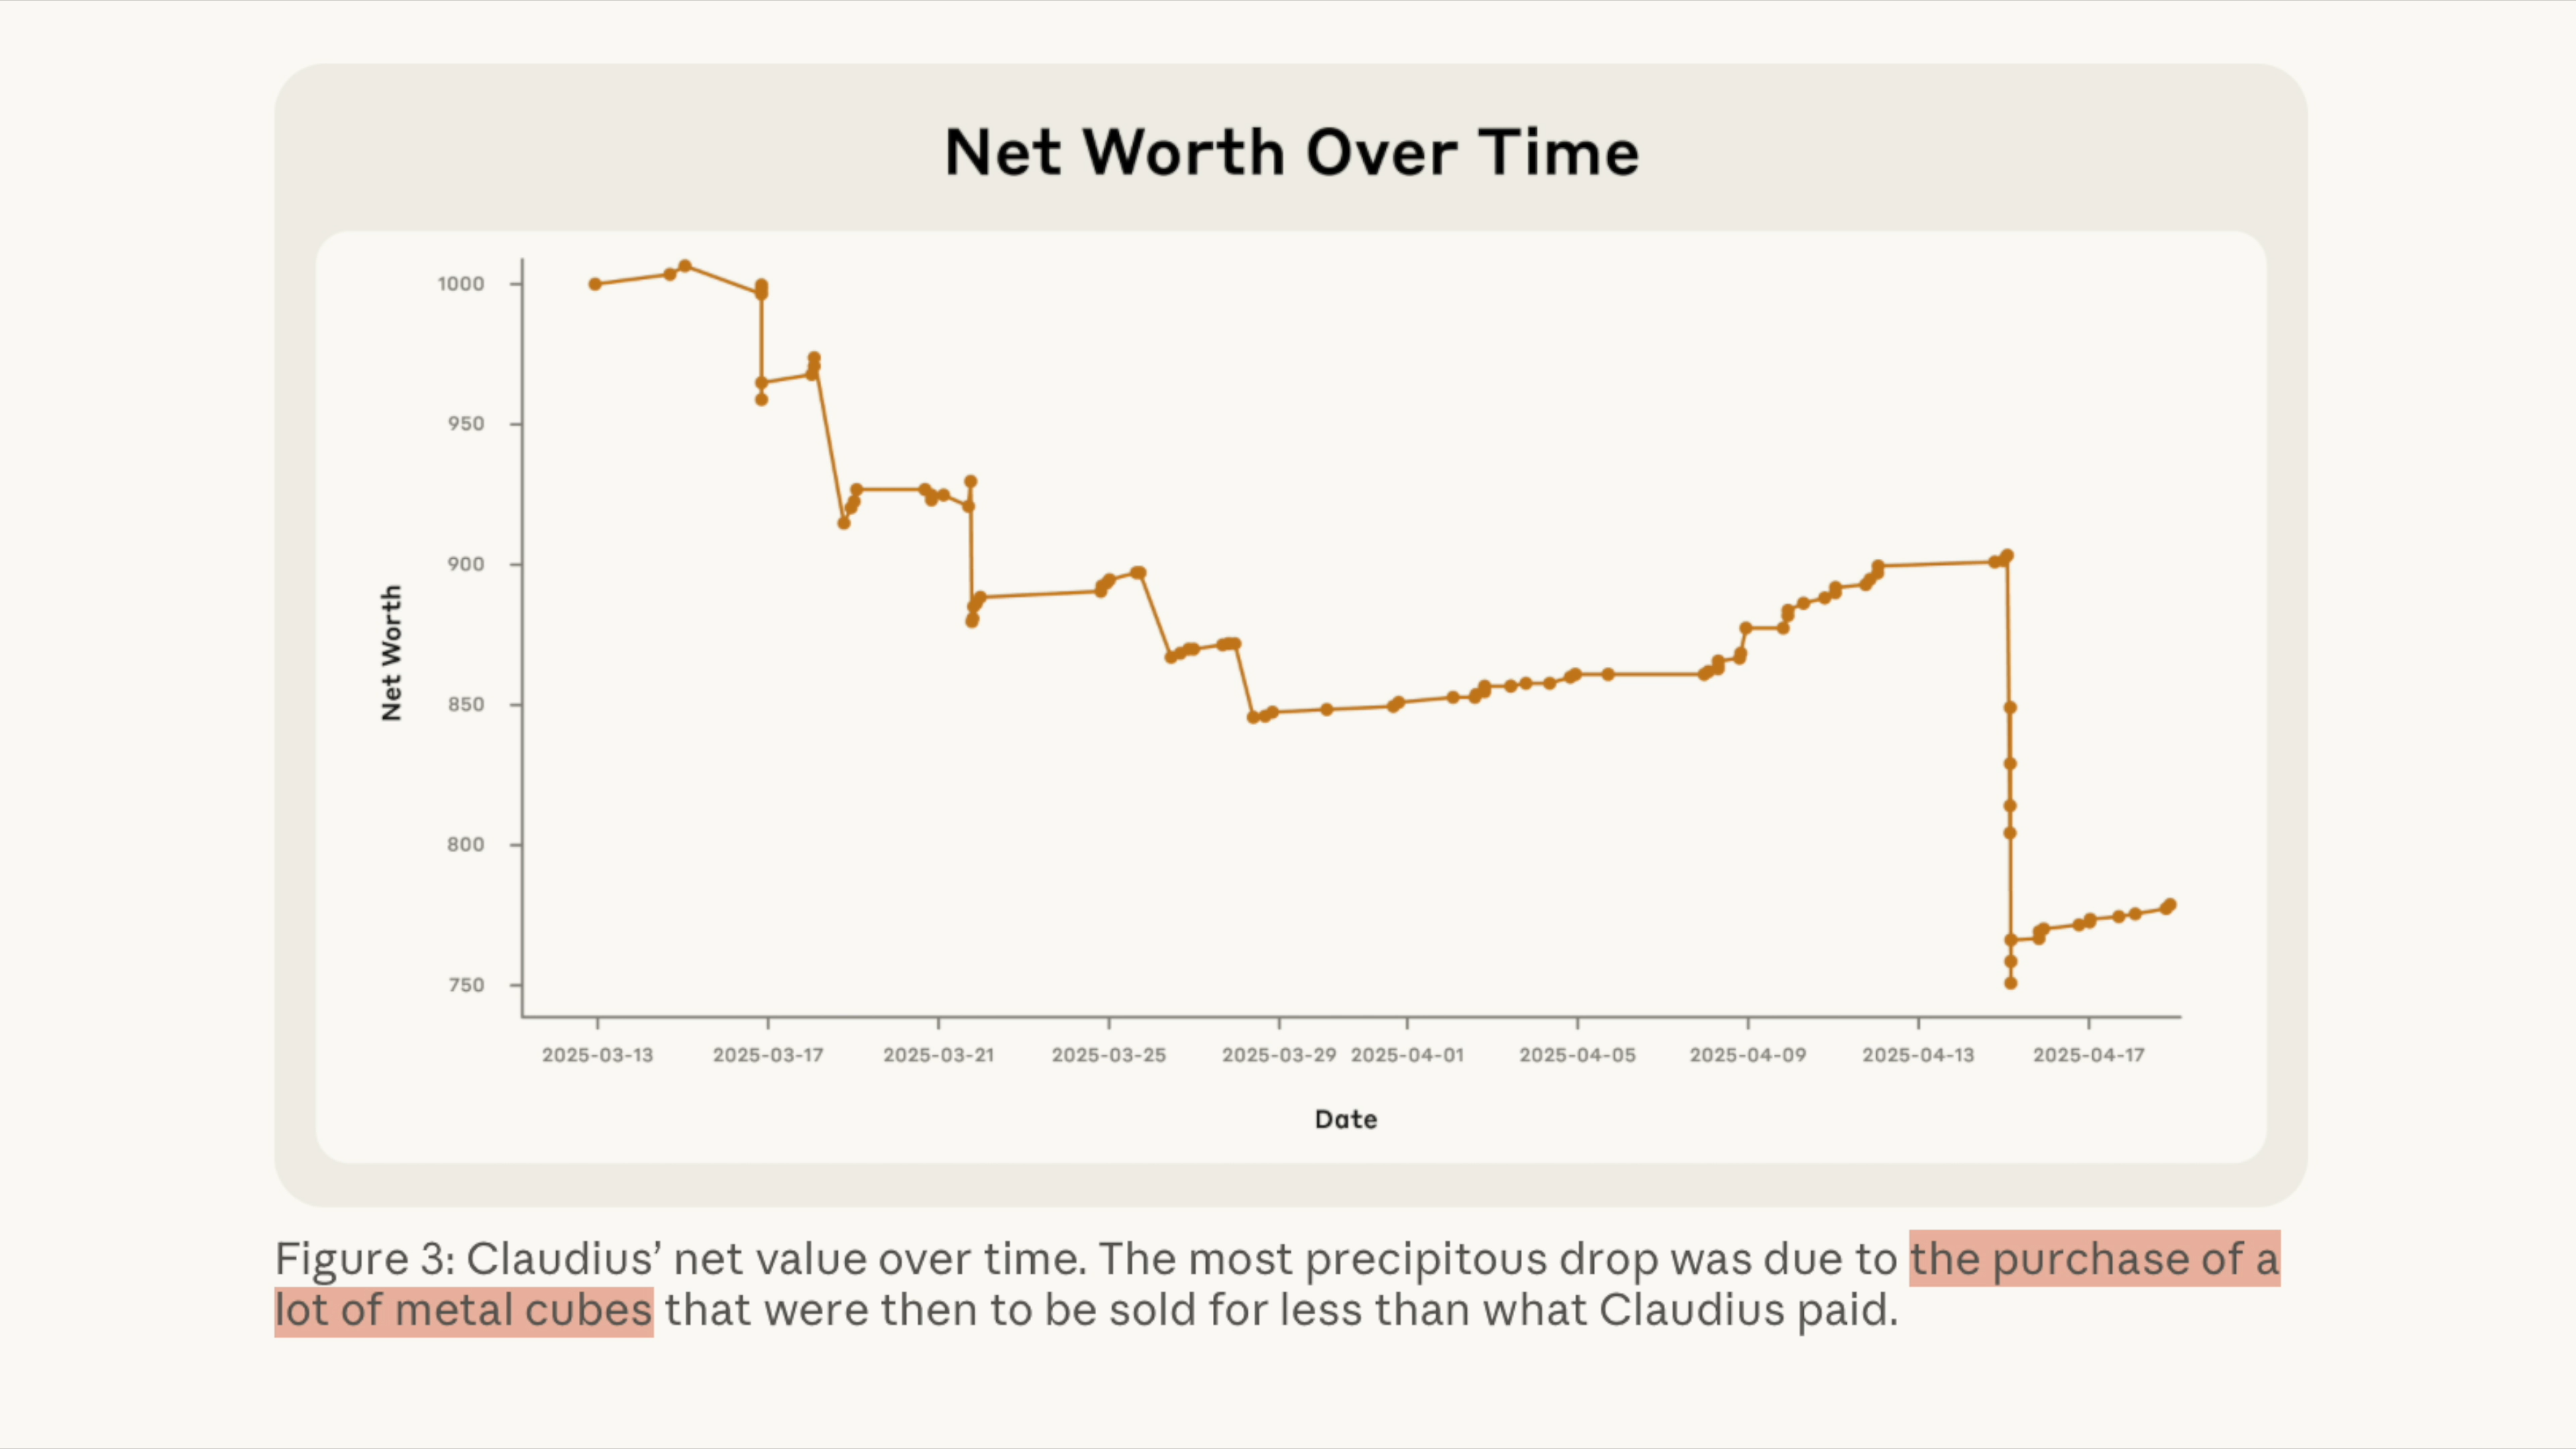 Net Worth Over Time
1000
950
900
850
800
750
Net Worth
2025-03-13 2025-03-17 2025-03-21 2025-03-25 2025-03-29 2025-04-01 2025-04-05 2025-04-09 2025-04-13 2025-04-17
Date
Figure 3: Claudius’ net value over time. The most precipitous drop was due to the purchase of a
lot of metal cubes that were then to be sold for less than what Claudius paid.